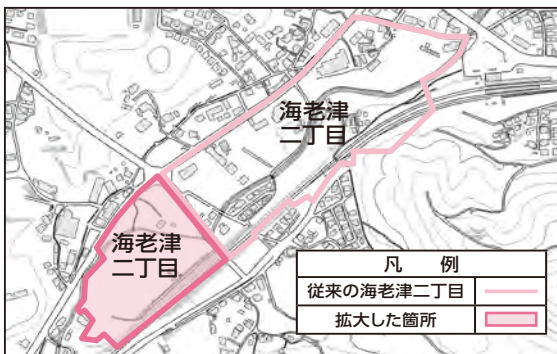 海老津
二丁目
海老津
二丁目
凡 例
従来の海老津二丁目
拡大した箇所